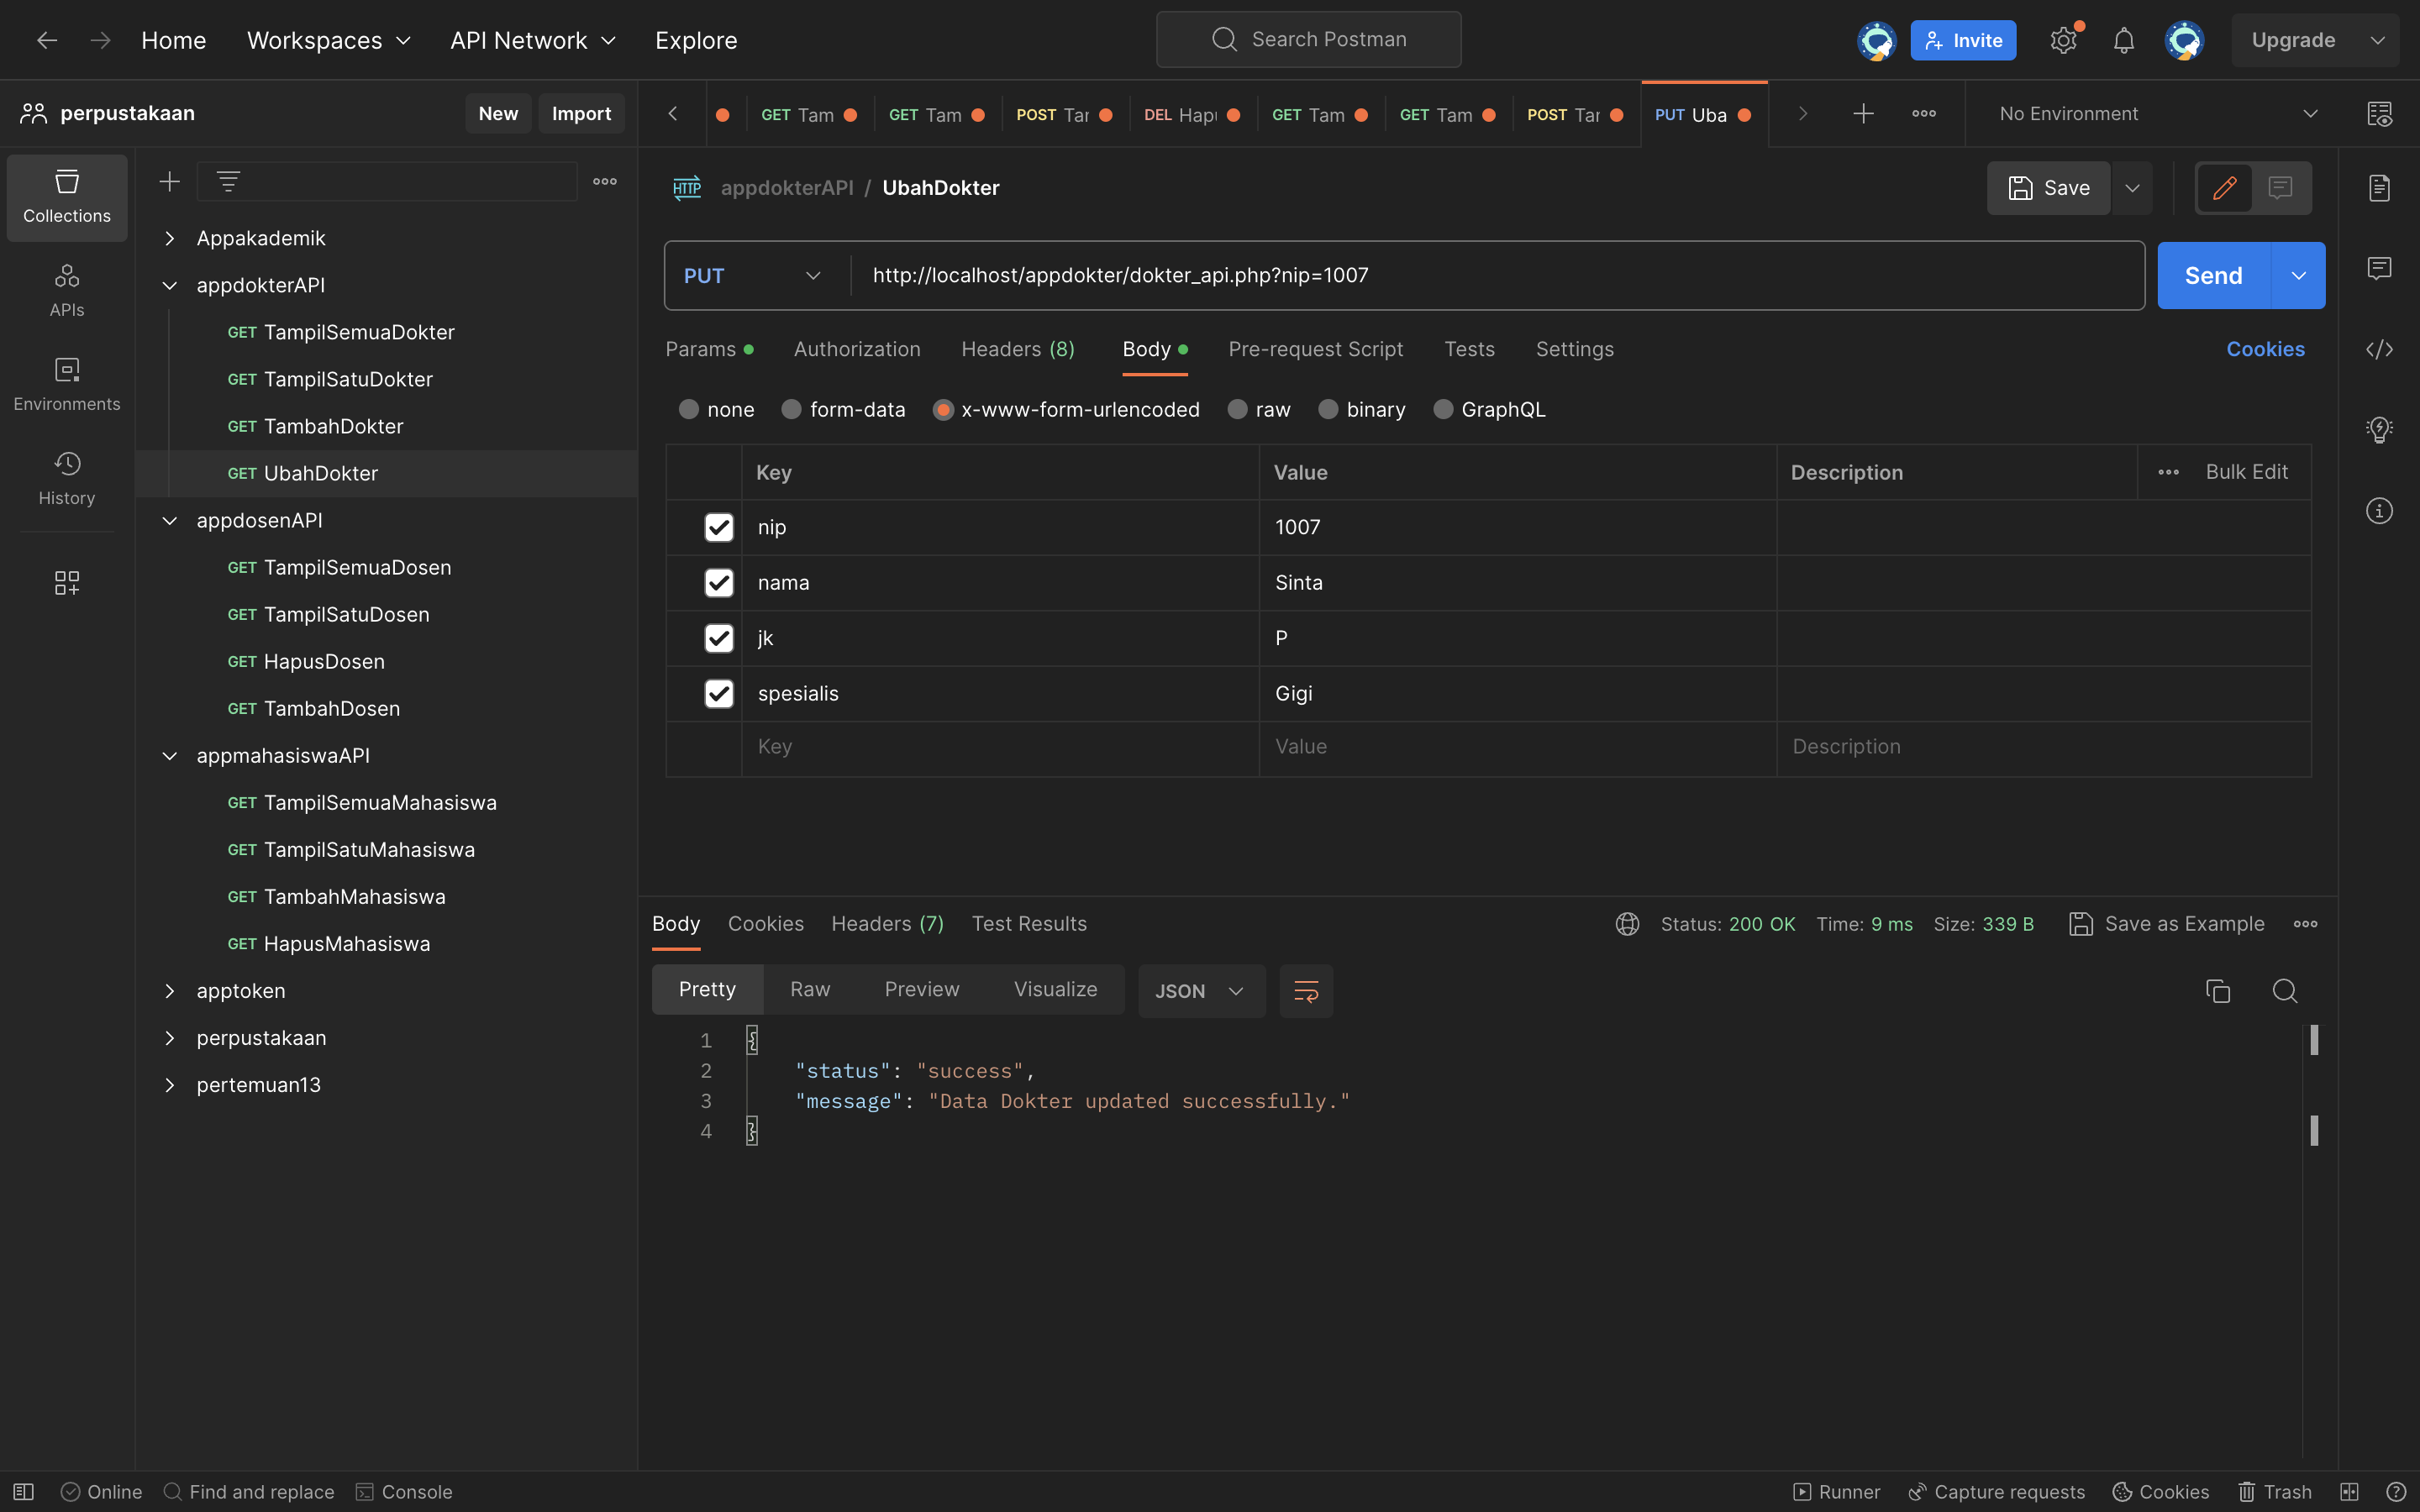 Home Workspaces API Network Explore Search Postman Invite Upgrade
perpustakaan New Import
GET Tam GET Tam POST Tar DEL Hap GET Tam GET Tam POST Tar PUT Uba No Environment
Collections
APIs
Environments
History
Appakademik
appdokterAPI
GET TampilSemuaDokter
GET TampilSatuDokter
GET TambahDokter
GET UbahDokter
appdosenAPI
GET TampilSemuaDosen
GET TampilSatuDosen
GET HapusDosen
GET TambahDosen
appmahasiswaAPI
GET TampilSemuaMahasiswa
GET TampilSatuMahasiswa
GET TambahMahasiswa
GET HapusMahasiswa
apptoken
perpustakaan
pertemuan13
HTTP appdokterAPI / UbahDokter Save
PUT http://localhost/appdokter/dokter_api.php?nip=1007 Send
Params Authorization Headers (8) Body Pre-request Script Tests Settings Cookies
none form-data x-www-form-urlencoded raw binary GraphQL
Key Value Description Bulk Edit
nip 1007
nama Sinta
jk P
spesialis Gigi
Key Value Description
Body Cookies Headers (7) Test Results Status: 200 OK Time: 9 ms Size: 339 B Save as Example
Pretty Raw Preview Visualize JSON
1 {
2 "status": "success",
3 "message": "Data Dokter updated successfully."
4 }
Online Find and replace Console Runner Capture requests Cookies Trash